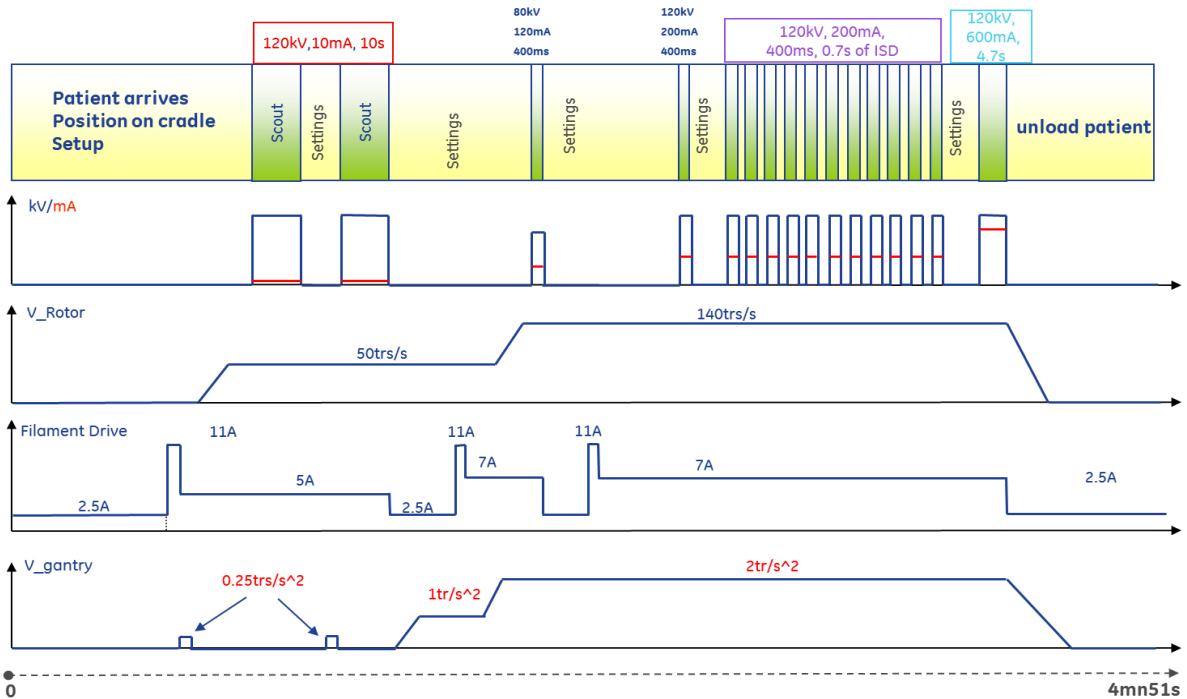 80kV
120mA
400ms
120kV
200mA
400ms
120kV,10mA, 10s
120kV, 200mA,
400ms, 0.7s of ISD
120kV,
600mA,
4.7s
Patient arrives
Position on cradle
Setup
Scout
Settings
Scout
Settings
Settings
Settings
Settings
unload patient
kV/mA
V_Rotor
50trs/s
140trs/s
Filament Drive
11A
11A
11A
2.5A
5A
2.5A
7A
7A
2.5A
V_gantry
0.25trs/s^2
1tr/s^2
2tr/s^2
0
4mn51s